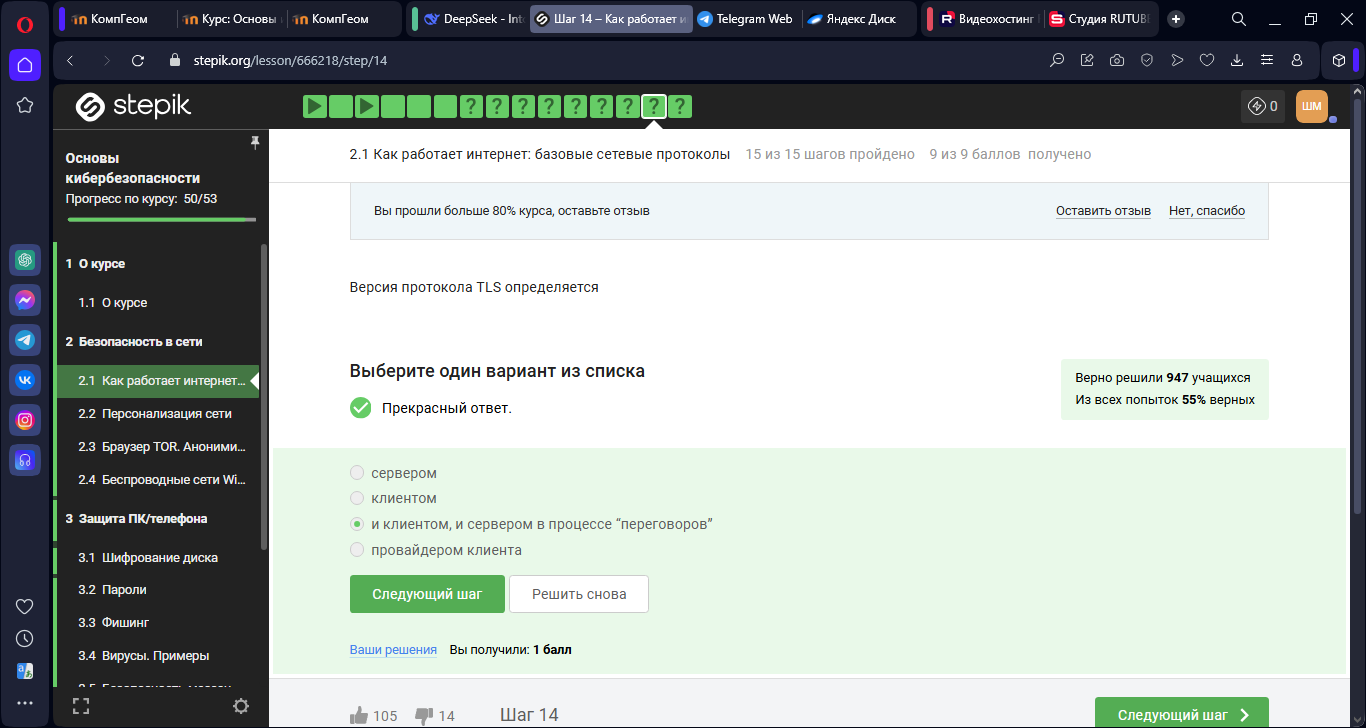 КомпГеом
Курс: Основы
КомпГеом
DeepSeek - Int
Шаг 14 – Как работает и
Telegram Web
Яндекс Диск
Видеохостинг
Студия RUTUBE
stepik.org/lesson/666218/step/14
stepik
? ? ? ? ? ? ? ? ?
0
ШМ
Основы
кибербезопасности
Прогресс по курсу: 50/53
1 О курсе
1.1 О курсе
2 Безопасность в сети
2.1 Как работает интернет...
2.2 Персонализация сети
2.3 Браузер TOR. Аноними...
2.4 Беспроводные сети Wi...
3 Защита ПК/телефона
3.1 Шифрование диска
3.2 Пароли
3.3 Фишинг
3.4 Вирусы. Примеры
2.1 Как работает интернет: базовые сетевые протоколы 15 из 15 шагов пройдено 9 из 9 баллов получено
Вы прошли больше 80% курса, оставьте отзыв
Оставить отзыв Нет, спасибо
Версия протокола TLS определяется
Выберите один вариант из списка
Прекрасный ответ.
Верно решили 947 учащихся
Из всех попыток 55% верных
сервером
клиентом
и клиентом, и сервером в процессе “переговоров”
провайдером клиента
Следующий шаг
Решить снова
Ваши решения Вы получили: 1 балл
105
14
Шаг 14
Следующий шаг